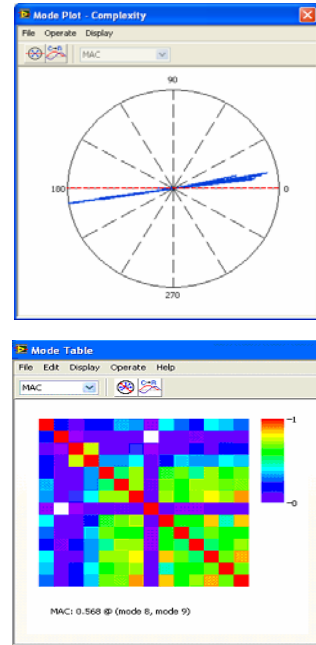 Mode Plot - Complexity
File Operate Display
MAC
90
180
0
270
Mode Table
File Edit Display Operate Help
MAC
1
0
MAC: 0.568 @ (mode 8, mode 9)